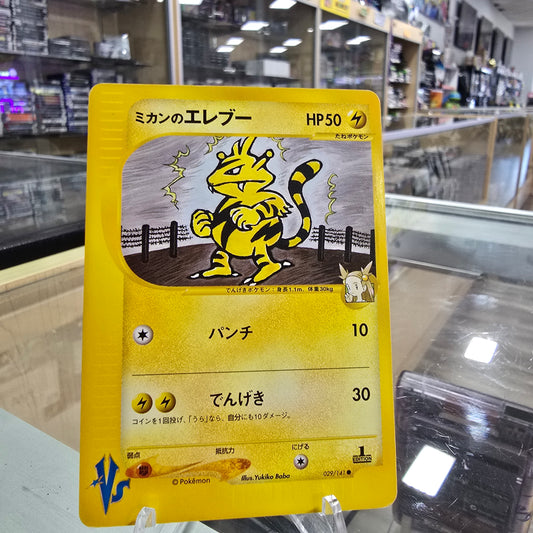 ミカンのエレブー HP50
たねポケモン
でんげきポケモン：身長1.1m、体重30kg
パンチ 10
でんげき 30
コインを1回投げ、「うら」なら、自分にも10ダメージ。
弱点 抵抗力 にげる
1
EDITION
VS
©Pokémon Illus.Yukiko Baba 029/141 ●